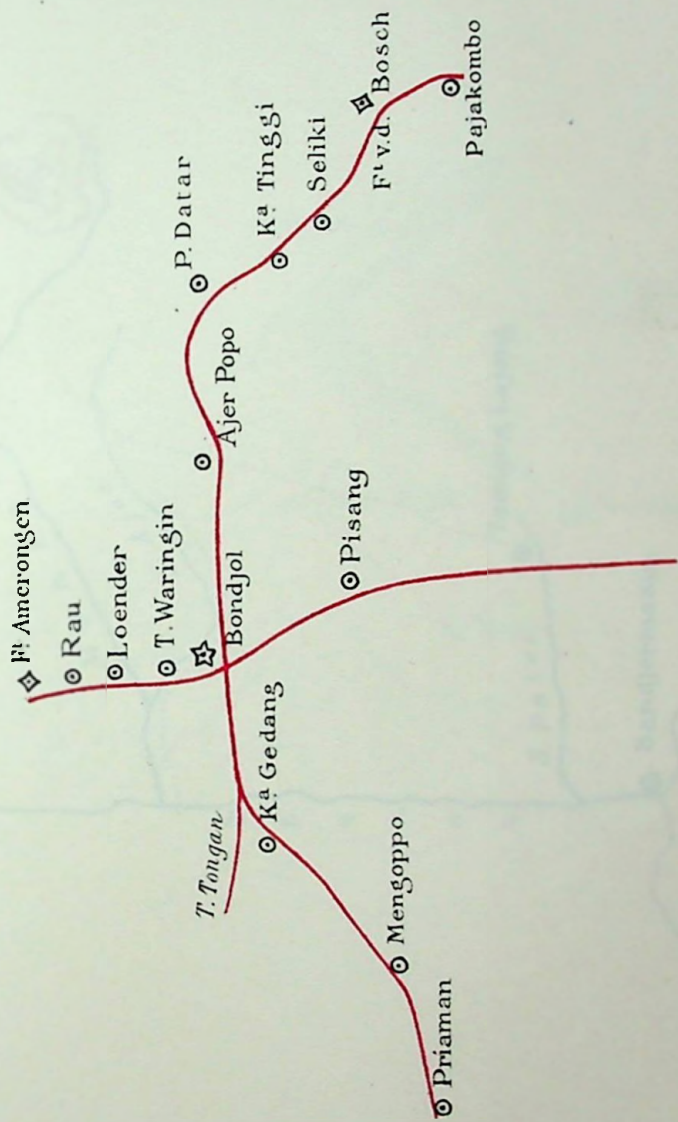 Fᵗ Amerongen
Rau
Loender
T. Waringin
Bondjol
Pisang
Ajer Popo
P. Datar
Kᵃ Tinggi
Seliki
Fᵗ v.d. Bosch
Pajakombo
T. Tongan
Kᵃ Gedang
Mengoppo
Priaman